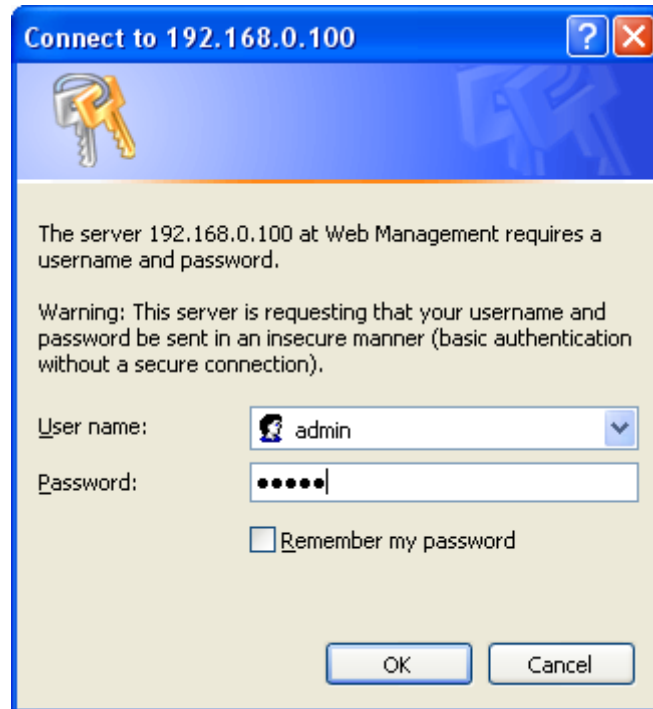 Connect to 192.168.0.100
The server 192.168.0.100 at Web Management requires a
username and password.
Warning: This server is requesting that your username and
password be sent in an insecure manner (basic authentication
without a secure connection).
User name:
admin
Password:
•••••
Remember my password
OK
Cancel